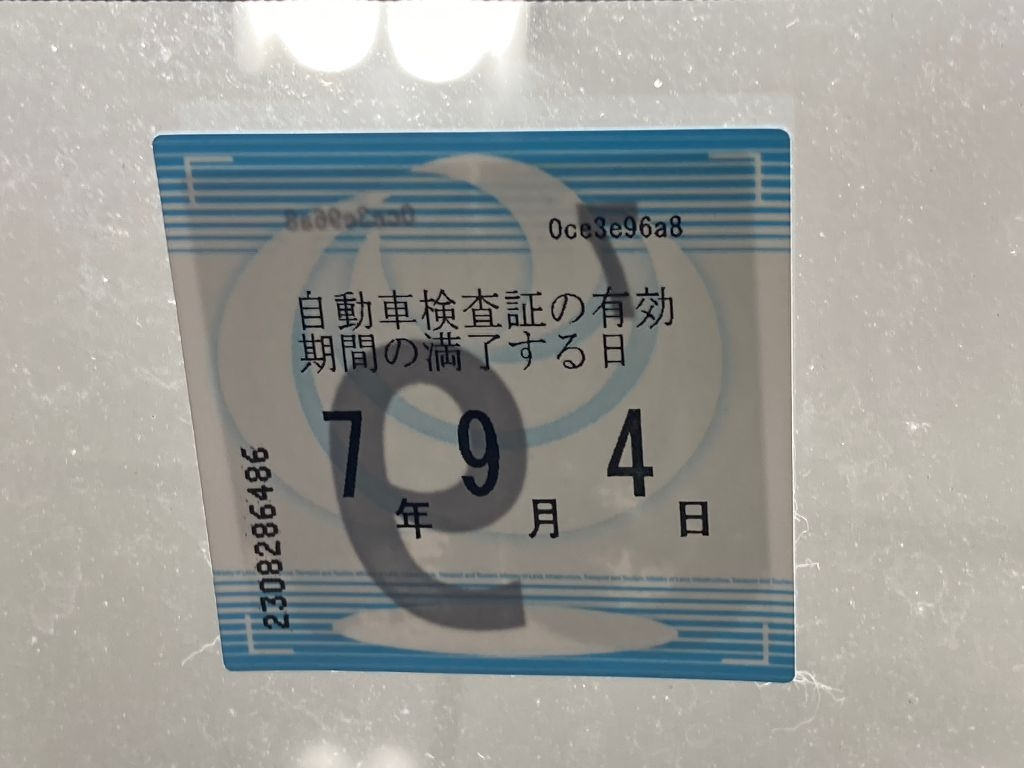 0ce3e96a8
自動車検査証の有効
期間の満了する日
7年 9月 4日
2308286486